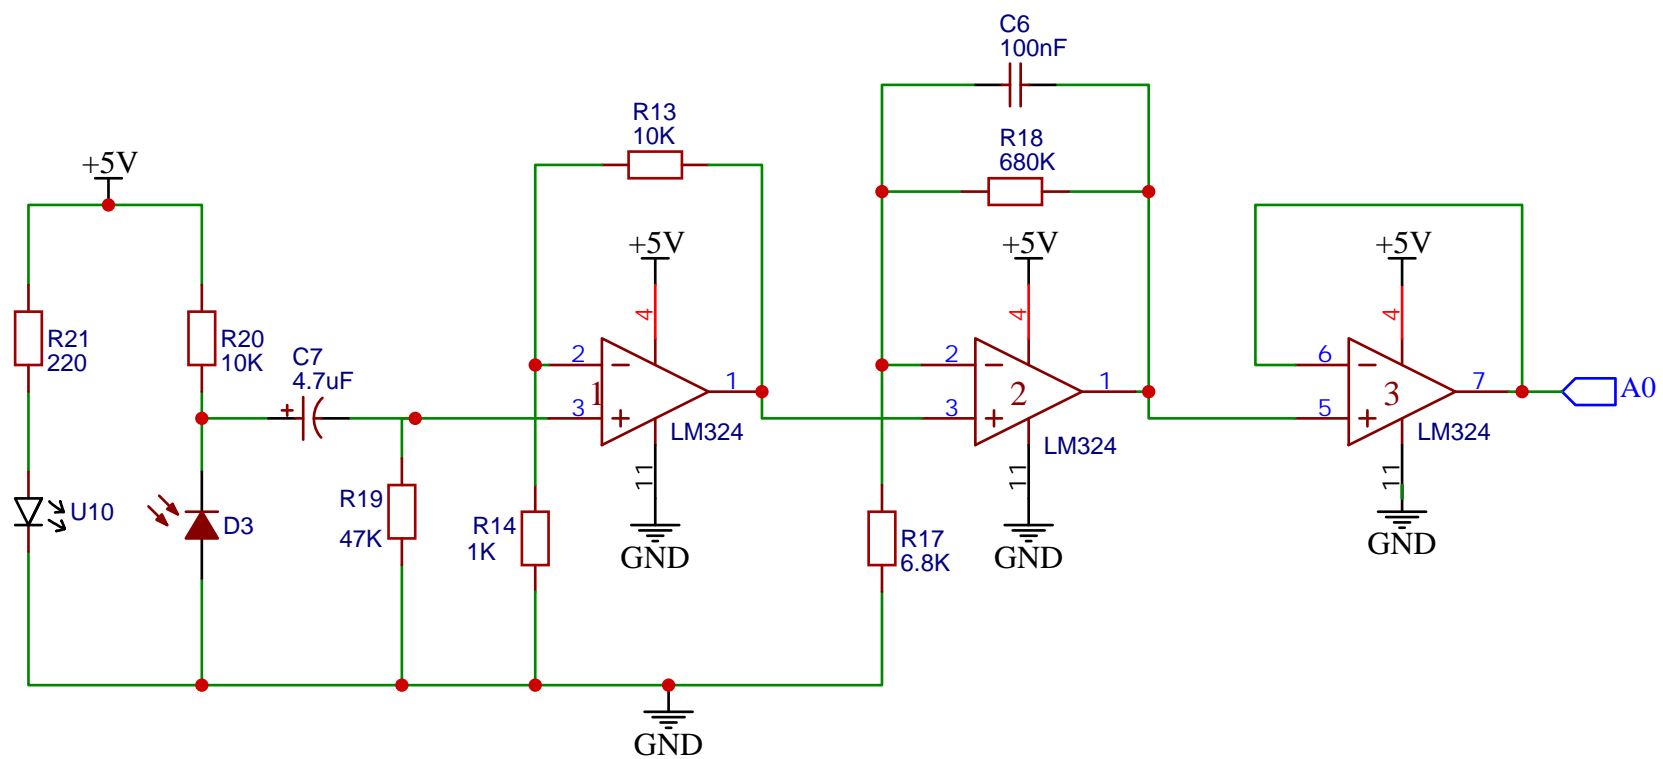 C6
100nF
R13
10K
R18
680K
+5V
+5V
+5V
+5V
4
4
4
R21
220
R20
10K
C7
4.7uF
+
2
1
3
1
LM324
2
2
3
1
LM324
6
3
5
7
LM324
A0
11
11
11
U10
D3
R19
47K
R14
1K
R17
6.8K
GND
GND
GND
GND